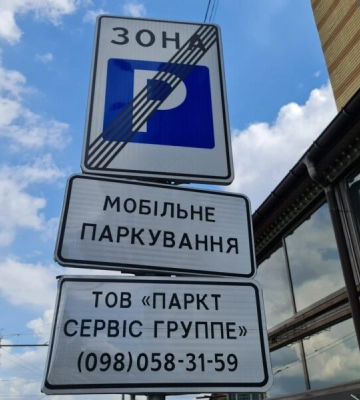 ЗОНА
P
МОБІЛЬНЕ
ПАРКУВАННЯ
ТОВ «ПАРКТ
СЕРВІС ГРУППЕ»
(098) 058-31-59